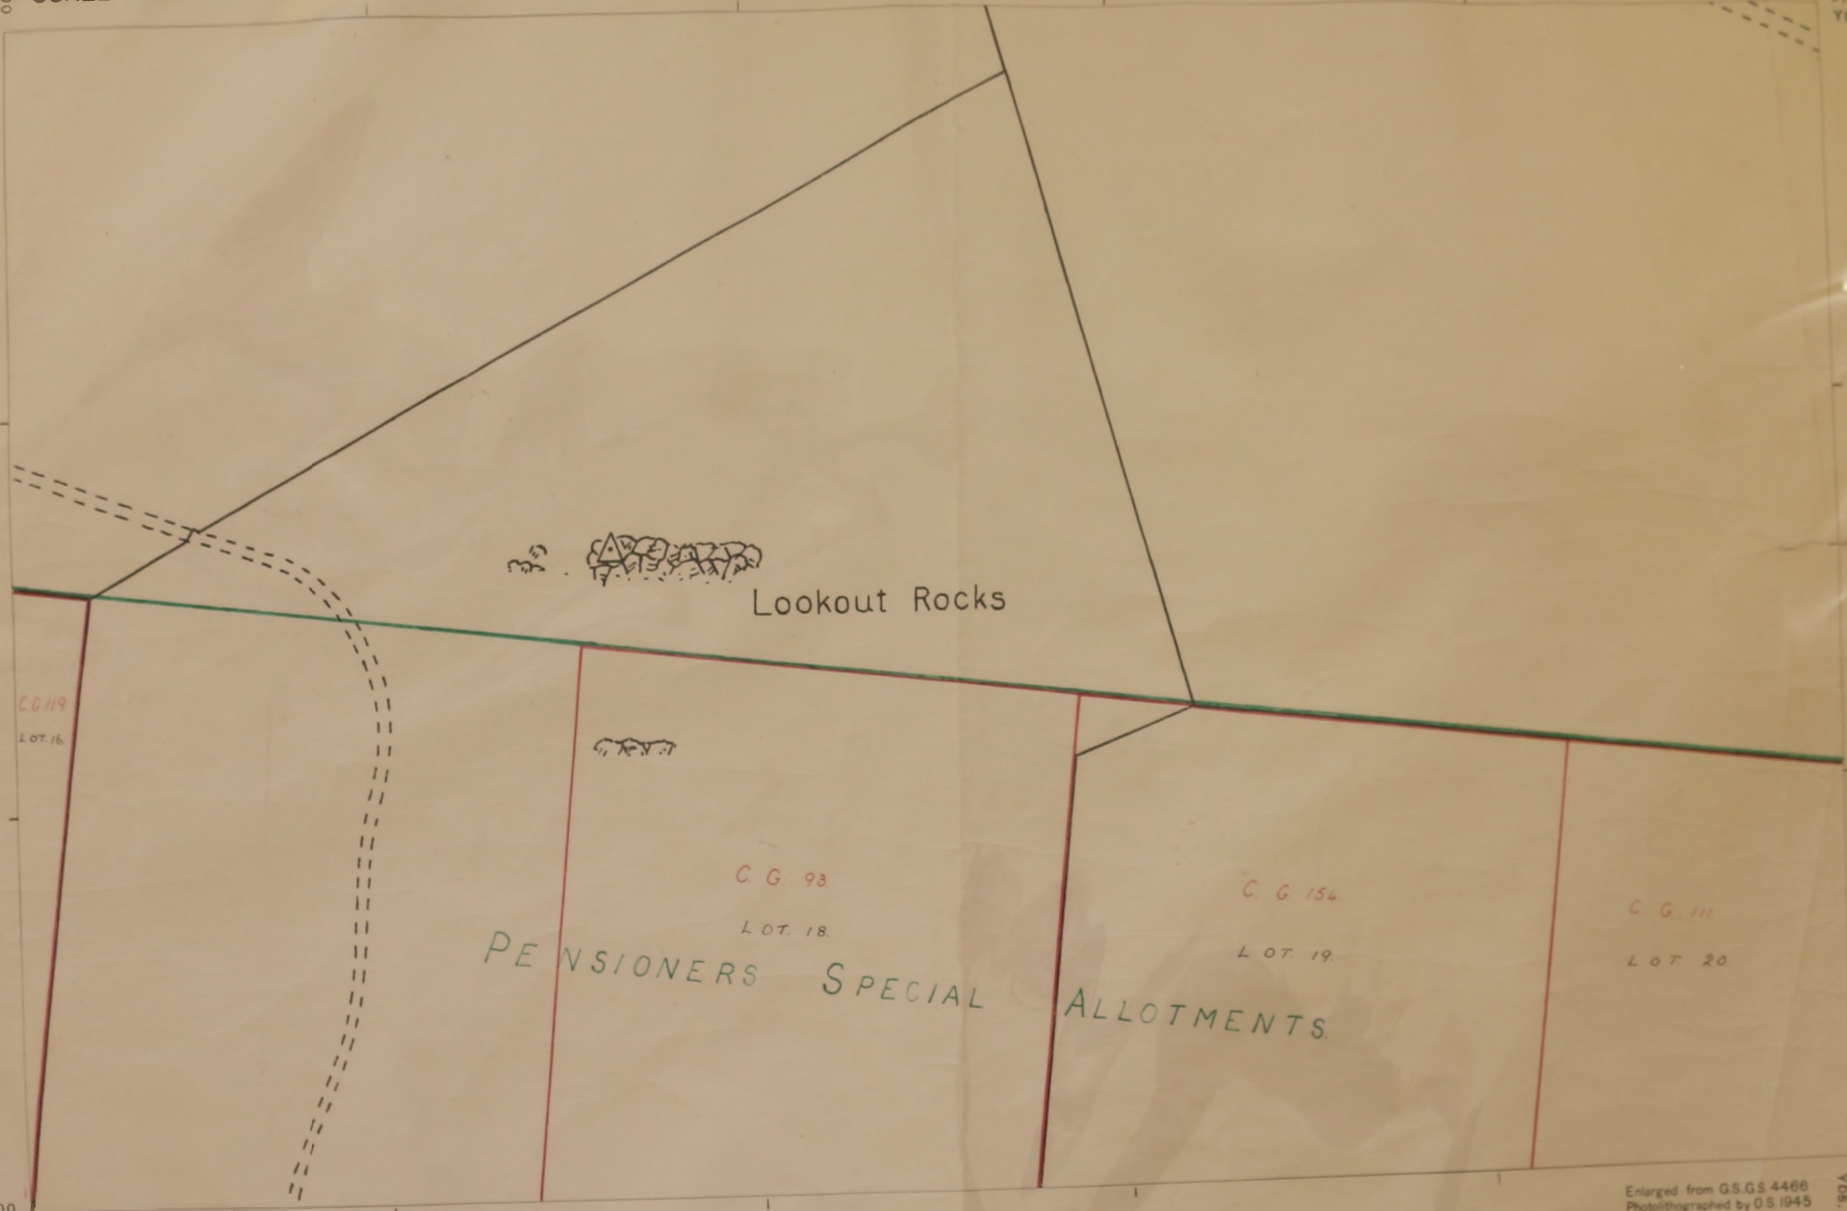 Lookout Rocks
C.G.119
LOT.16
C. G. 93
LOT. 18.
C G 154
LOT 19
C G. 111
LOT 20
PENSIONERS SPECIAL ALLOTMENTS.
Enlarged from G.S.G.S. 4466
Photolithographed by O.S. 1945